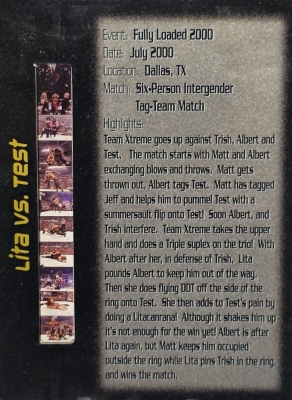 Lita vs. Test
Event: Fully Loaded 2000
Date: July 2000
Location: Dallas, TX
Match: Six-Person Intergender
Tag-Team Match
Highlights:
Team Xtreme goes up against Trish, Albert and
Test. The match starts with Matt and Albert
exchanging blows and throws. Matt gets
thrown out, Albert tags Test. Matt has tagged
Jeff and helps him to pummel Test with a
summersault flip onto Test! Soon Albert, and
Trish interfere. Team Xtreme takes the upper
hand and does a Triple suplex on the trio! With
Albert after her, in defense of Trish, Lita
pounds Albert to keep him out of the way.
Then she does flying DDT off the side of the
ring onto Test. She then adds to Test's pain by
doing a Litacanrana! Although it shakes him up
it's not enough for the win yet! Albert is after
Lita again, but Matt keeps him occupied
outside the ring while Lita pins Trish in the ring,
and wins the match.